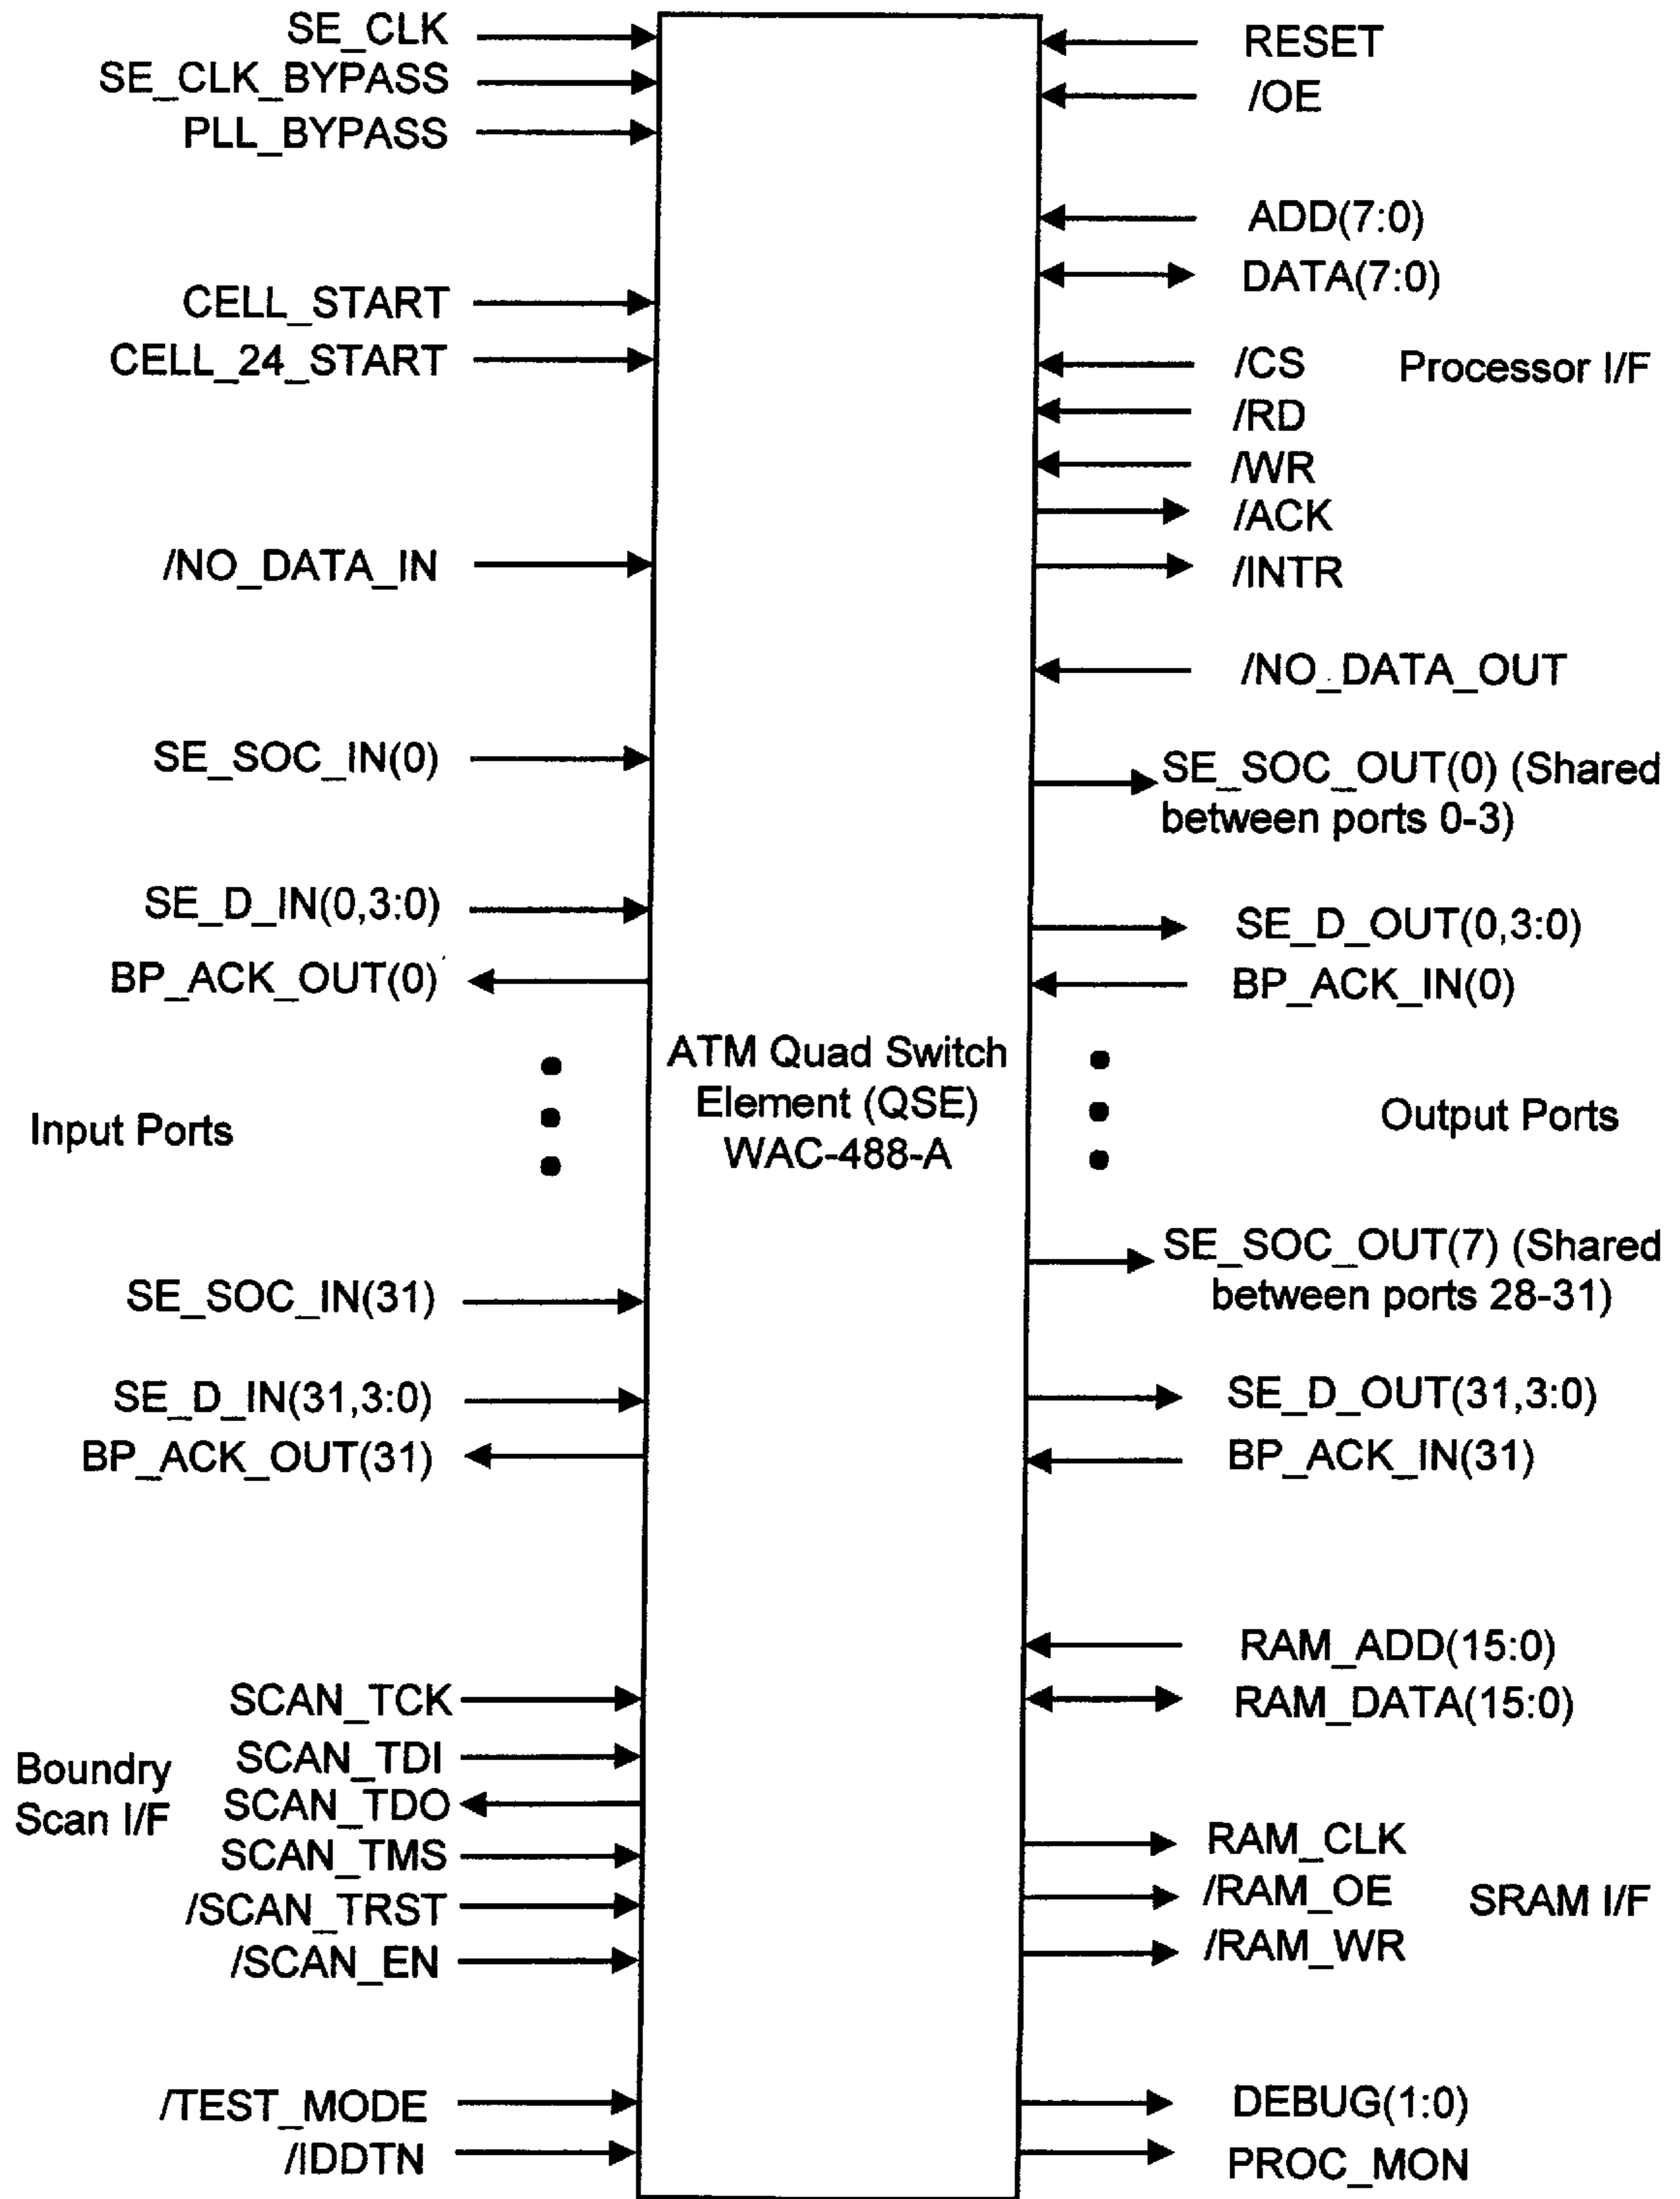 SE_CLK
SE_CLK_BYPASS
PLL_BYPASS
CELL_START
CELL_24_START
/NO_DATA_IN
SE_SOC_IN(0)
SE_D_IN(0,3:0)
BP_ACK_OUT(0)
Input Ports
SE_SOC_IN(31)
SE_D_IN(31,3:0)
BP_ACK_OUT(31)
Boundry
Scan I/F
SCAN_TCK
SCAN_TDI
SCAN_TDO
SCAN_TMS
/SCAN_TRST
/SCAN_EN
/TEST_MODE
/IDDTN
ATM Quad Switch
Element (QSE)
WAC-488-A
RESET
/OE
ADD(7:0)
DATA(7:0)
/CS
Processor I/F
/RD
/WR
/ACK
/INTR
/NO_DATA_OUT
SE_SOC_OUT(0) (Shared
between ports 0-3)
SE_D_OUT(0,3:0)
BP_ACK_IN(0)
Output Ports
SE_SOC_OUT(7) (Shared
between ports 28-31)
SE_D_OUT(31,3:0)
BP_ACK_IN(31)
RAM_ADD(15:0)
RAM_DATA(15:0)
RAM_CLK
/RAM_OE
SRAM I/F
/RAM_WR
DEBUG(1:0)
PROC_MON